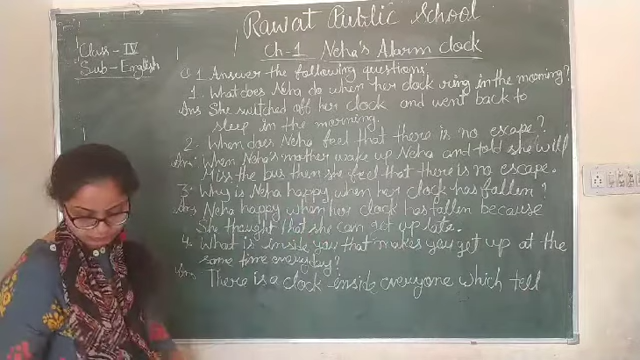 Rawat Public School
Class - IV
Sub - English
Ch-1 Neha's Alarm clock
Q.1 Answer the following questions.
1. What does Neha do when her clock ring in the morning?
Ans She switched off her clock and went back to
sleep in the morning.
2. When does Neha feel that there is no escape?
Ans: When Neha's mother wake up Neha and told she will
Miss the bus then she feel that there is no escape.
3. Why is Neha happy when her clock has fallen?
Ans: Neha happy when her clock has fallen because
She thought that she can get up late.
4. What is inside you that makes you get up at the
same time everyday?
Ans. There is a clock inside everyone which tell